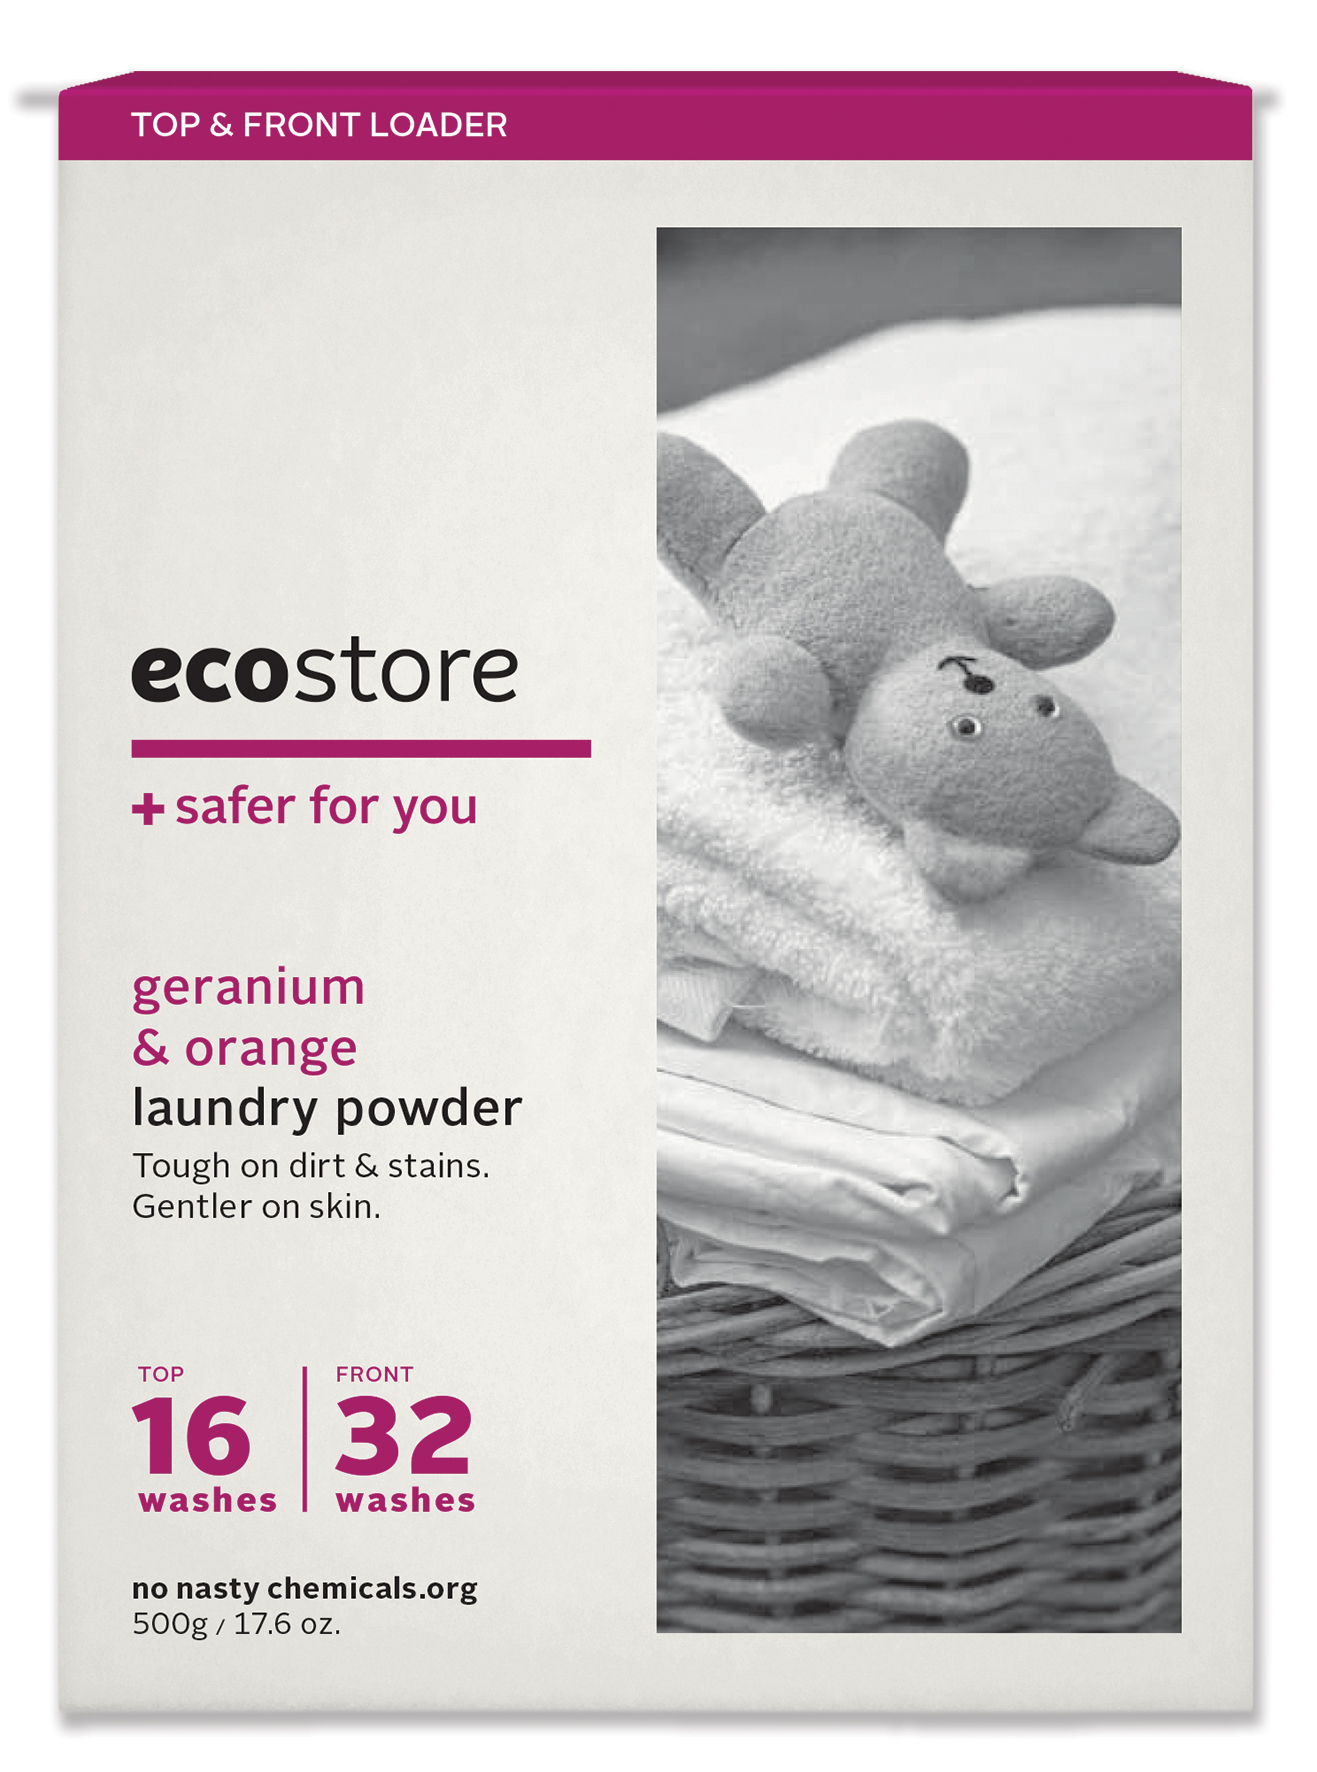 TOP & FRONT LOADER
ecostore
+ safer for you
geranium
& orange
laundry powder
Tough on dirt & stains.
Gentler on skin.
TOP
16
washes
FRONT
32
washes
no nasty chemicals.org
500g / 17.6 oz.